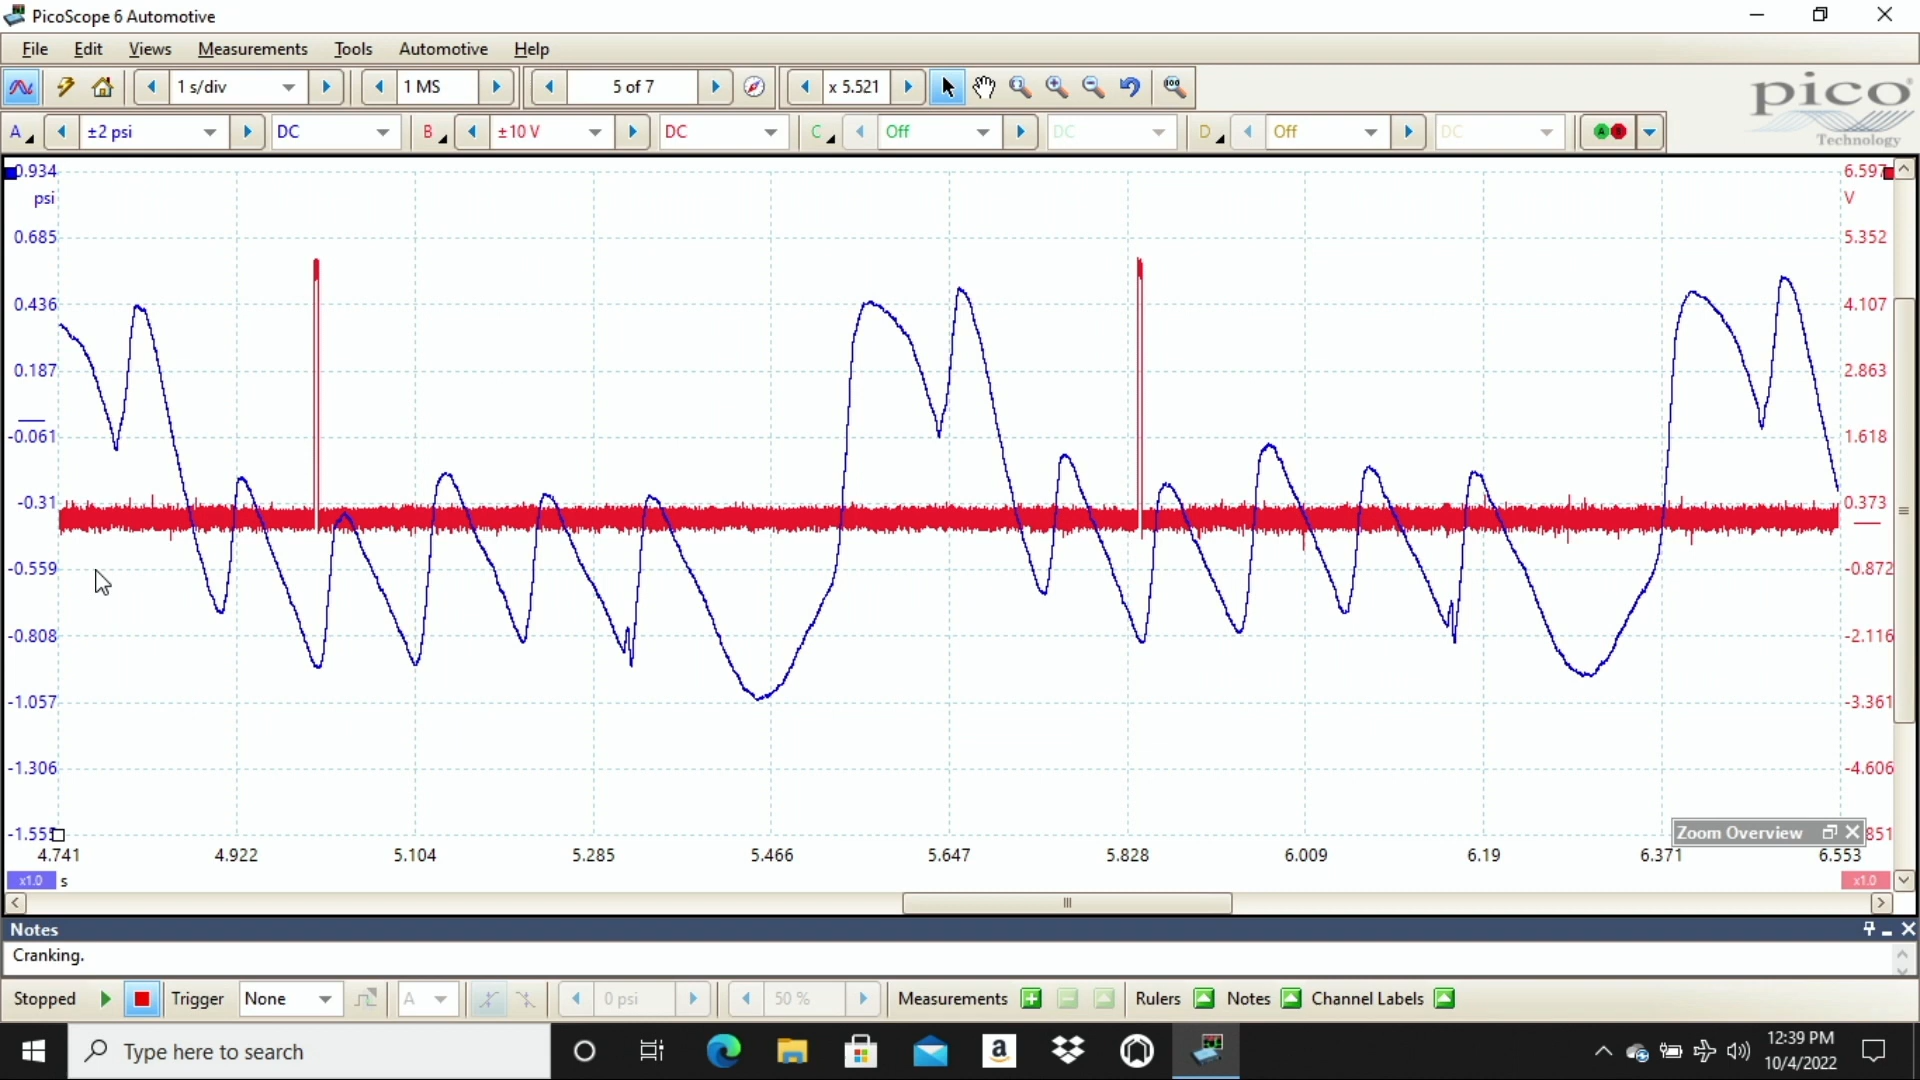 PicoScope 6 Automotive
File Edit Views Measurements Tools Automotive Help
1 s/div 1 MS 5 of 7 x 5.521
A ±2 psi DC B ±10 V DC C Off DC D Off DC
pico
Technology
0.934 6.597
psi V
0.685 5.352
0.436 4.107
0.187 2.863
-0.061 1.618
-0.31 0.373
-0.559 -0.872
-0.808 -2.116
-1.057 -3.361
-1.306 -4.606
-1.555 Zoom Overview 851
4.741 4.922 5.104 5.285 5.466 5.647 5.828 6.009 6.19 6.371 6.553
x1.0 s x1.0
Notes
Cranking.
Stopped Trigger None A 0 psi 50 % Measurements Rulers Notes Channel Labels
Type here to search
a
12:39 PM
10/4/2022